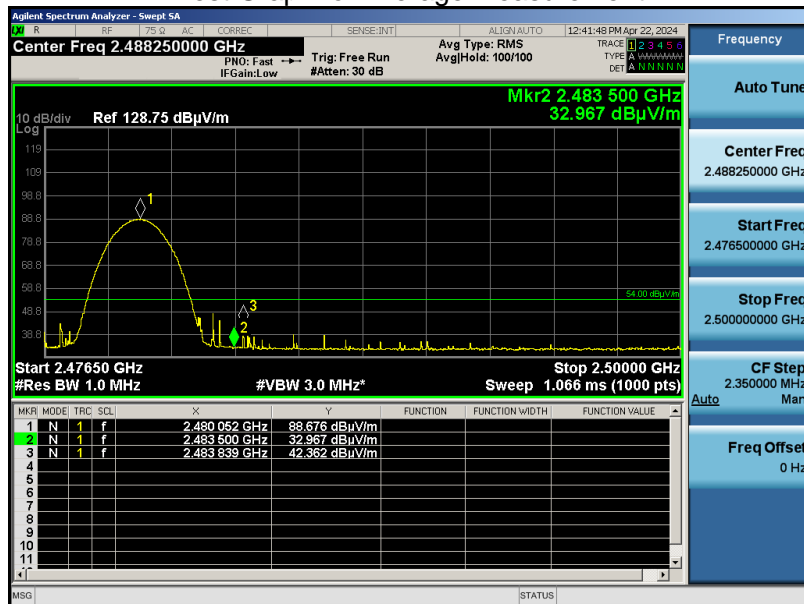 Agilent Spectrum Analyzer - Swept SA
LXI R RF 75 Ω AC CORREC SENSE:INT ALIGN AUTO 12:41:48 PM Apr 22, 2024
Center Freq 2.488250000 GHz
PNO: Fast
IFGain:Low
Trig: Free Run
#Atten: 30 dB
Avg Type: RMS
Avg|Hold: 100/100
TRACE 1 2 3 4 5 6
TYPE A
DET A N N N N N
Mkr2 2.483 500 GHz
32.967 dBµV/m
10 dB/div Ref 128.75 dBµV/m
Log
119
109
98.8
88.8
78.8
68.8
58.8
48.8
38.8
1
2
3
54.00 dBµV/m
Start 2.47650 GHz Stop 2.50000 GHz
#Res BW 1.0 MHz #VBW 3.0 MHz* Sweep 1.066 ms (1000 pts)
MKR MODE TRC SCL X Y FUNCTION FUNCTION WIDTH FUNCTION VALUE
1 N 1 f 2.480 052 GHz 88.676 dBµV/m
2 N 1 f 2.483 500 GHz 32.967 dBµV/m
3 N 1 f 2.483 839 GHz 42.362 dBµV/m
4
5
6
7
8
9
10
11
MSG STATUS
Frequency
Auto Tune
Center Freq
2.488250000 GHz
Start Freq
2.476500000 GHz
Stop Freq
2.500000000 GHz
CF Step
2.350000 MHz
Auto Man
Freq Offset
0 Hz